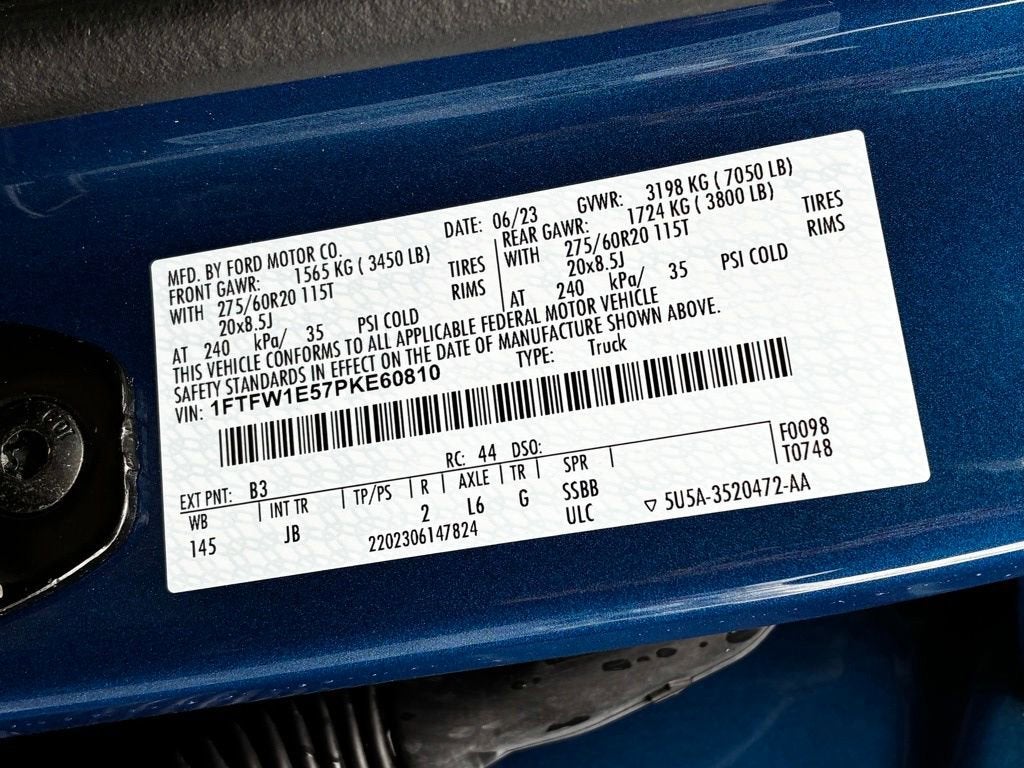 MFD. BY FORD MOTOR CO. DATE: 06/23 GVWR: 3198 KG ( 7050 LB)
FRONT GAWR: 1565 KG ( 3450 LB) REAR GAWR: 1724 KG ( 3800 LB)
WITH 275/60R20 115T TIRES WITH 275/60R20 115T TIRES
20x8.5J RIMS 20x8.5J RIMS
AT 240 kPa/ 35 PSI COLD AT 240 kPa/ 35 PSI COLD
THIS VEHICLE CONFORMS TO ALL APPLICABLE FEDERAL MOTOR VEHICLE
SAFETY STANDARDS IN EFFECT ON THE DATE OF MANUFACTURE SHOWN ABOVE.
VIN: 1FTFW1E57PKE60810 TYPE: Truck
F0098
EXT PNT: B3 RC: 44 DSO: T0748
WB INT TR TP/PS R AXLE TR SPR
145 JB 2 L6 G SSBB
2202306147824 ULC ▽ 5U5A-3520472-AA